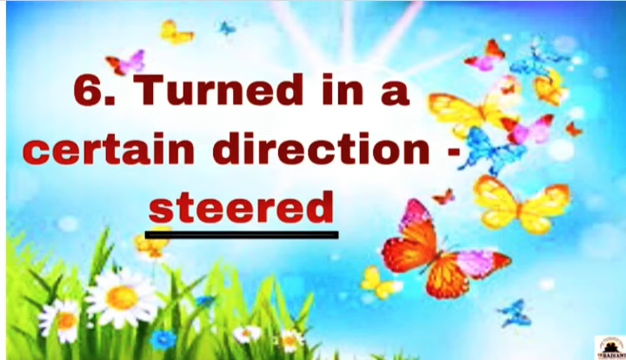 6. Turned in a
certain direction -
steered